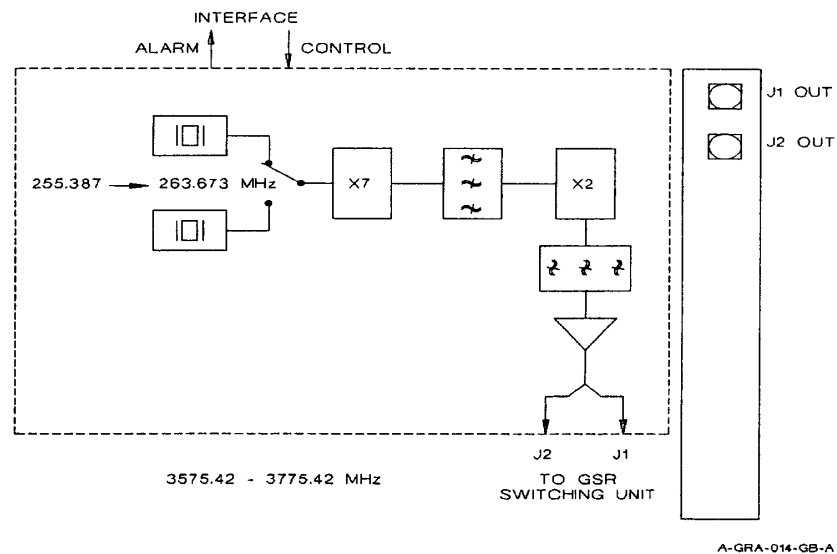 INTERFACE
ALARM
CONTROL
J1 OUT
J2 OUT
255.387
263.673 MHz
X7
X2
J2
J1
3575.42 - 3775.42 MHz
TO GSR
SWITCHING UNIT
A-GRA-014-GB-A